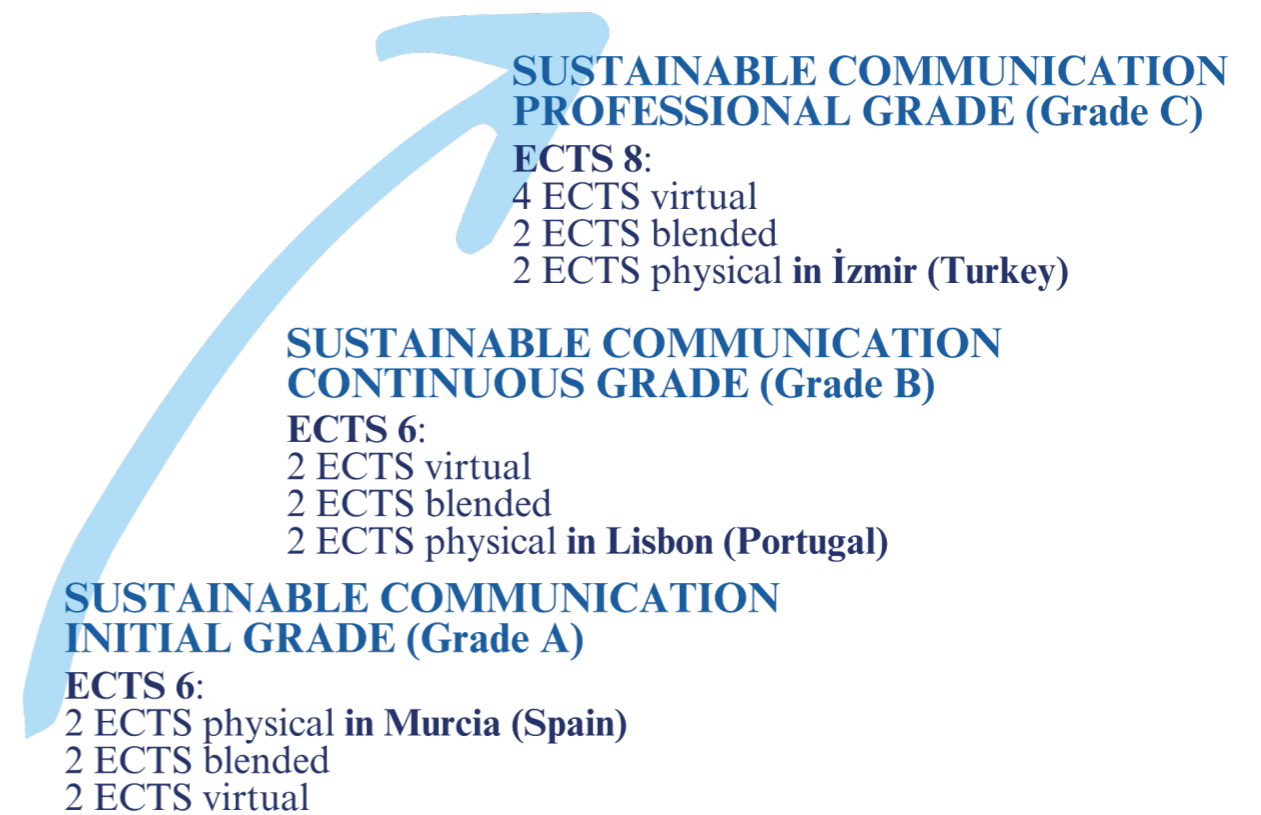 SUSTAINABLE COMMUNICATION
PROFESSIONAL GRADE (Grade C)
ECTS 8:
4 ECTS virtual
2 ECTS blended
2 ECTS physical in İzmir (Turkey)
SUSTAINABLE COMMUNICATION
CONTINUOUS GRADE (Grade B)
ECTS 6:
2 ECTS virtual
2 ECTS blended
2 ECTS physical in Lisbon (Portugal)
SUSTAINABLE COMMUNICATION
INITIAL GRADE (Grade A)
ECTS 6:
2 ECTS physical in Murcia (Spain)
2 ECTS blended
2 ECTS virtual